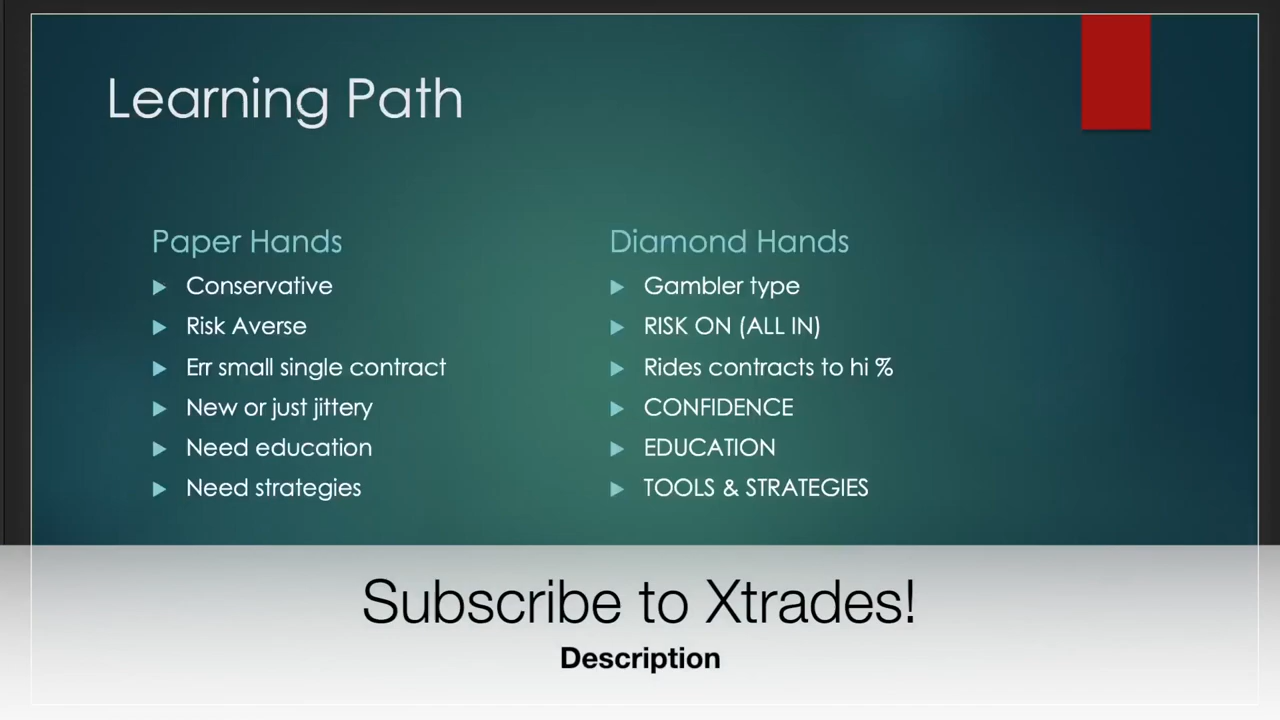 Learning Path
Paper Hands
Conservative
Risk Averse
Err small single contract
New or just jittery
Need education
Need strategies
Diamond Hands
Gambler type
RISK ON (ALL IN)
Rides contracts to hi %
CONFIDENCE
EDUCATION
TOOLS & STRATEGIES
Subscribe to Xtrades!
Description